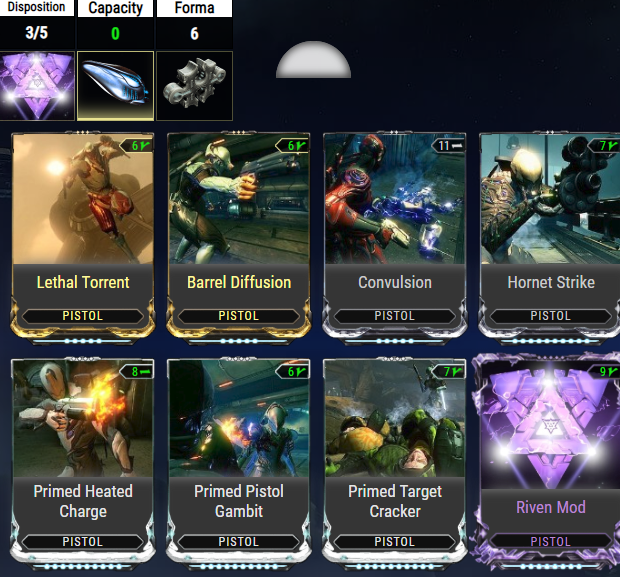 Disposition Capacity Forma
3/5 0 6
6 6 11 7
Lethal Torrent Barrel Diffusion Convulsion Hornet Strike
PISTOL PISTOL PISTOL PISTOL
8 6 7 9
Primed Heated Charge Primed Pistol Gambit Primed Target Cracker Riven Mod
PISTOL PISTOL PISTOL PISTOL